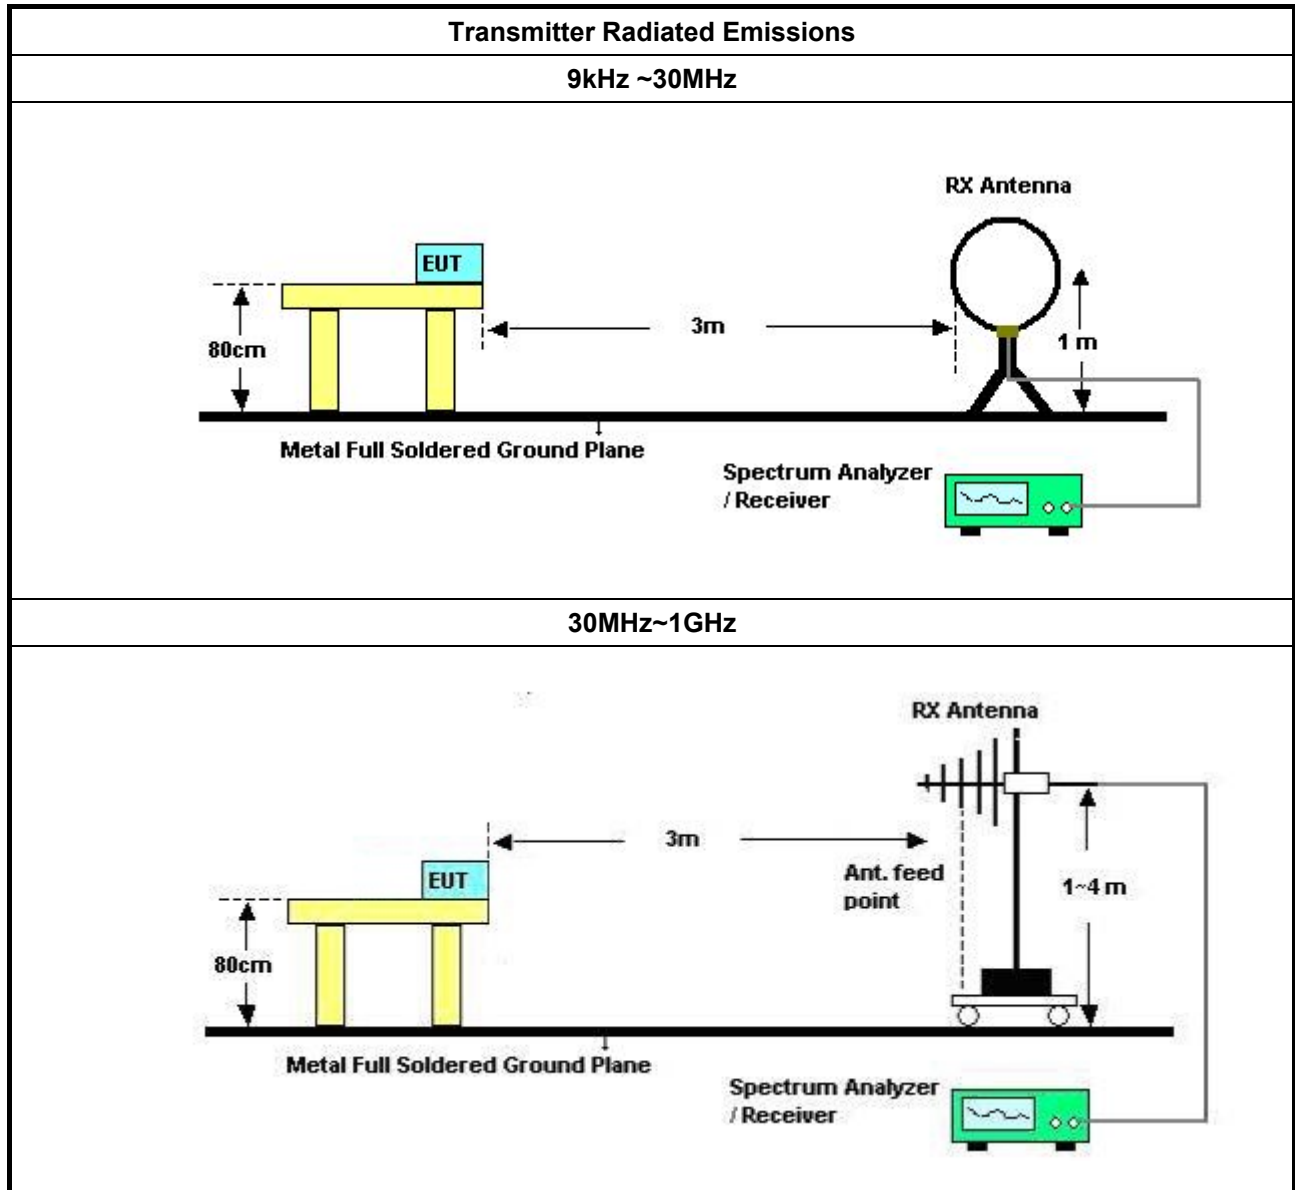 Transmitter Radiated Emissions
9kHz ~30MHz
RX Antenna
EUT
3m
80cm
1 m
Metal Full Soldered Ground Plane
Spectrum Analyzer
/ Receiver
30MHz~1GHz
RX Antenna
3m
EUT
Ant. feed
point
1~4 m
80cm
Metal Full Soldered Ground Plane
Spectrum Analyzer
/ Receiver